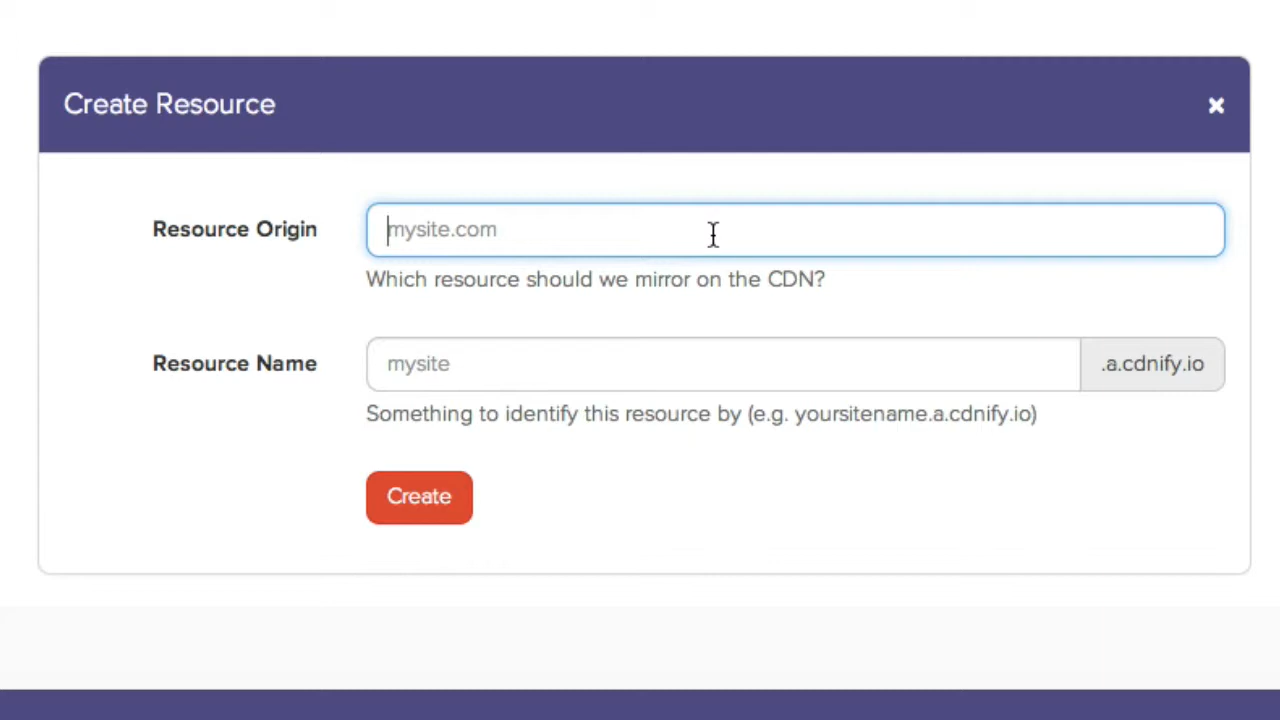 Create Resource
Resource Origin
mysite.com
Which resource should we mirror on the CDN?
Resource Name
mysite
.a.cdnify.io
Something to identify this resource by (e.g. yoursitename.a.cdnify.io)
Create